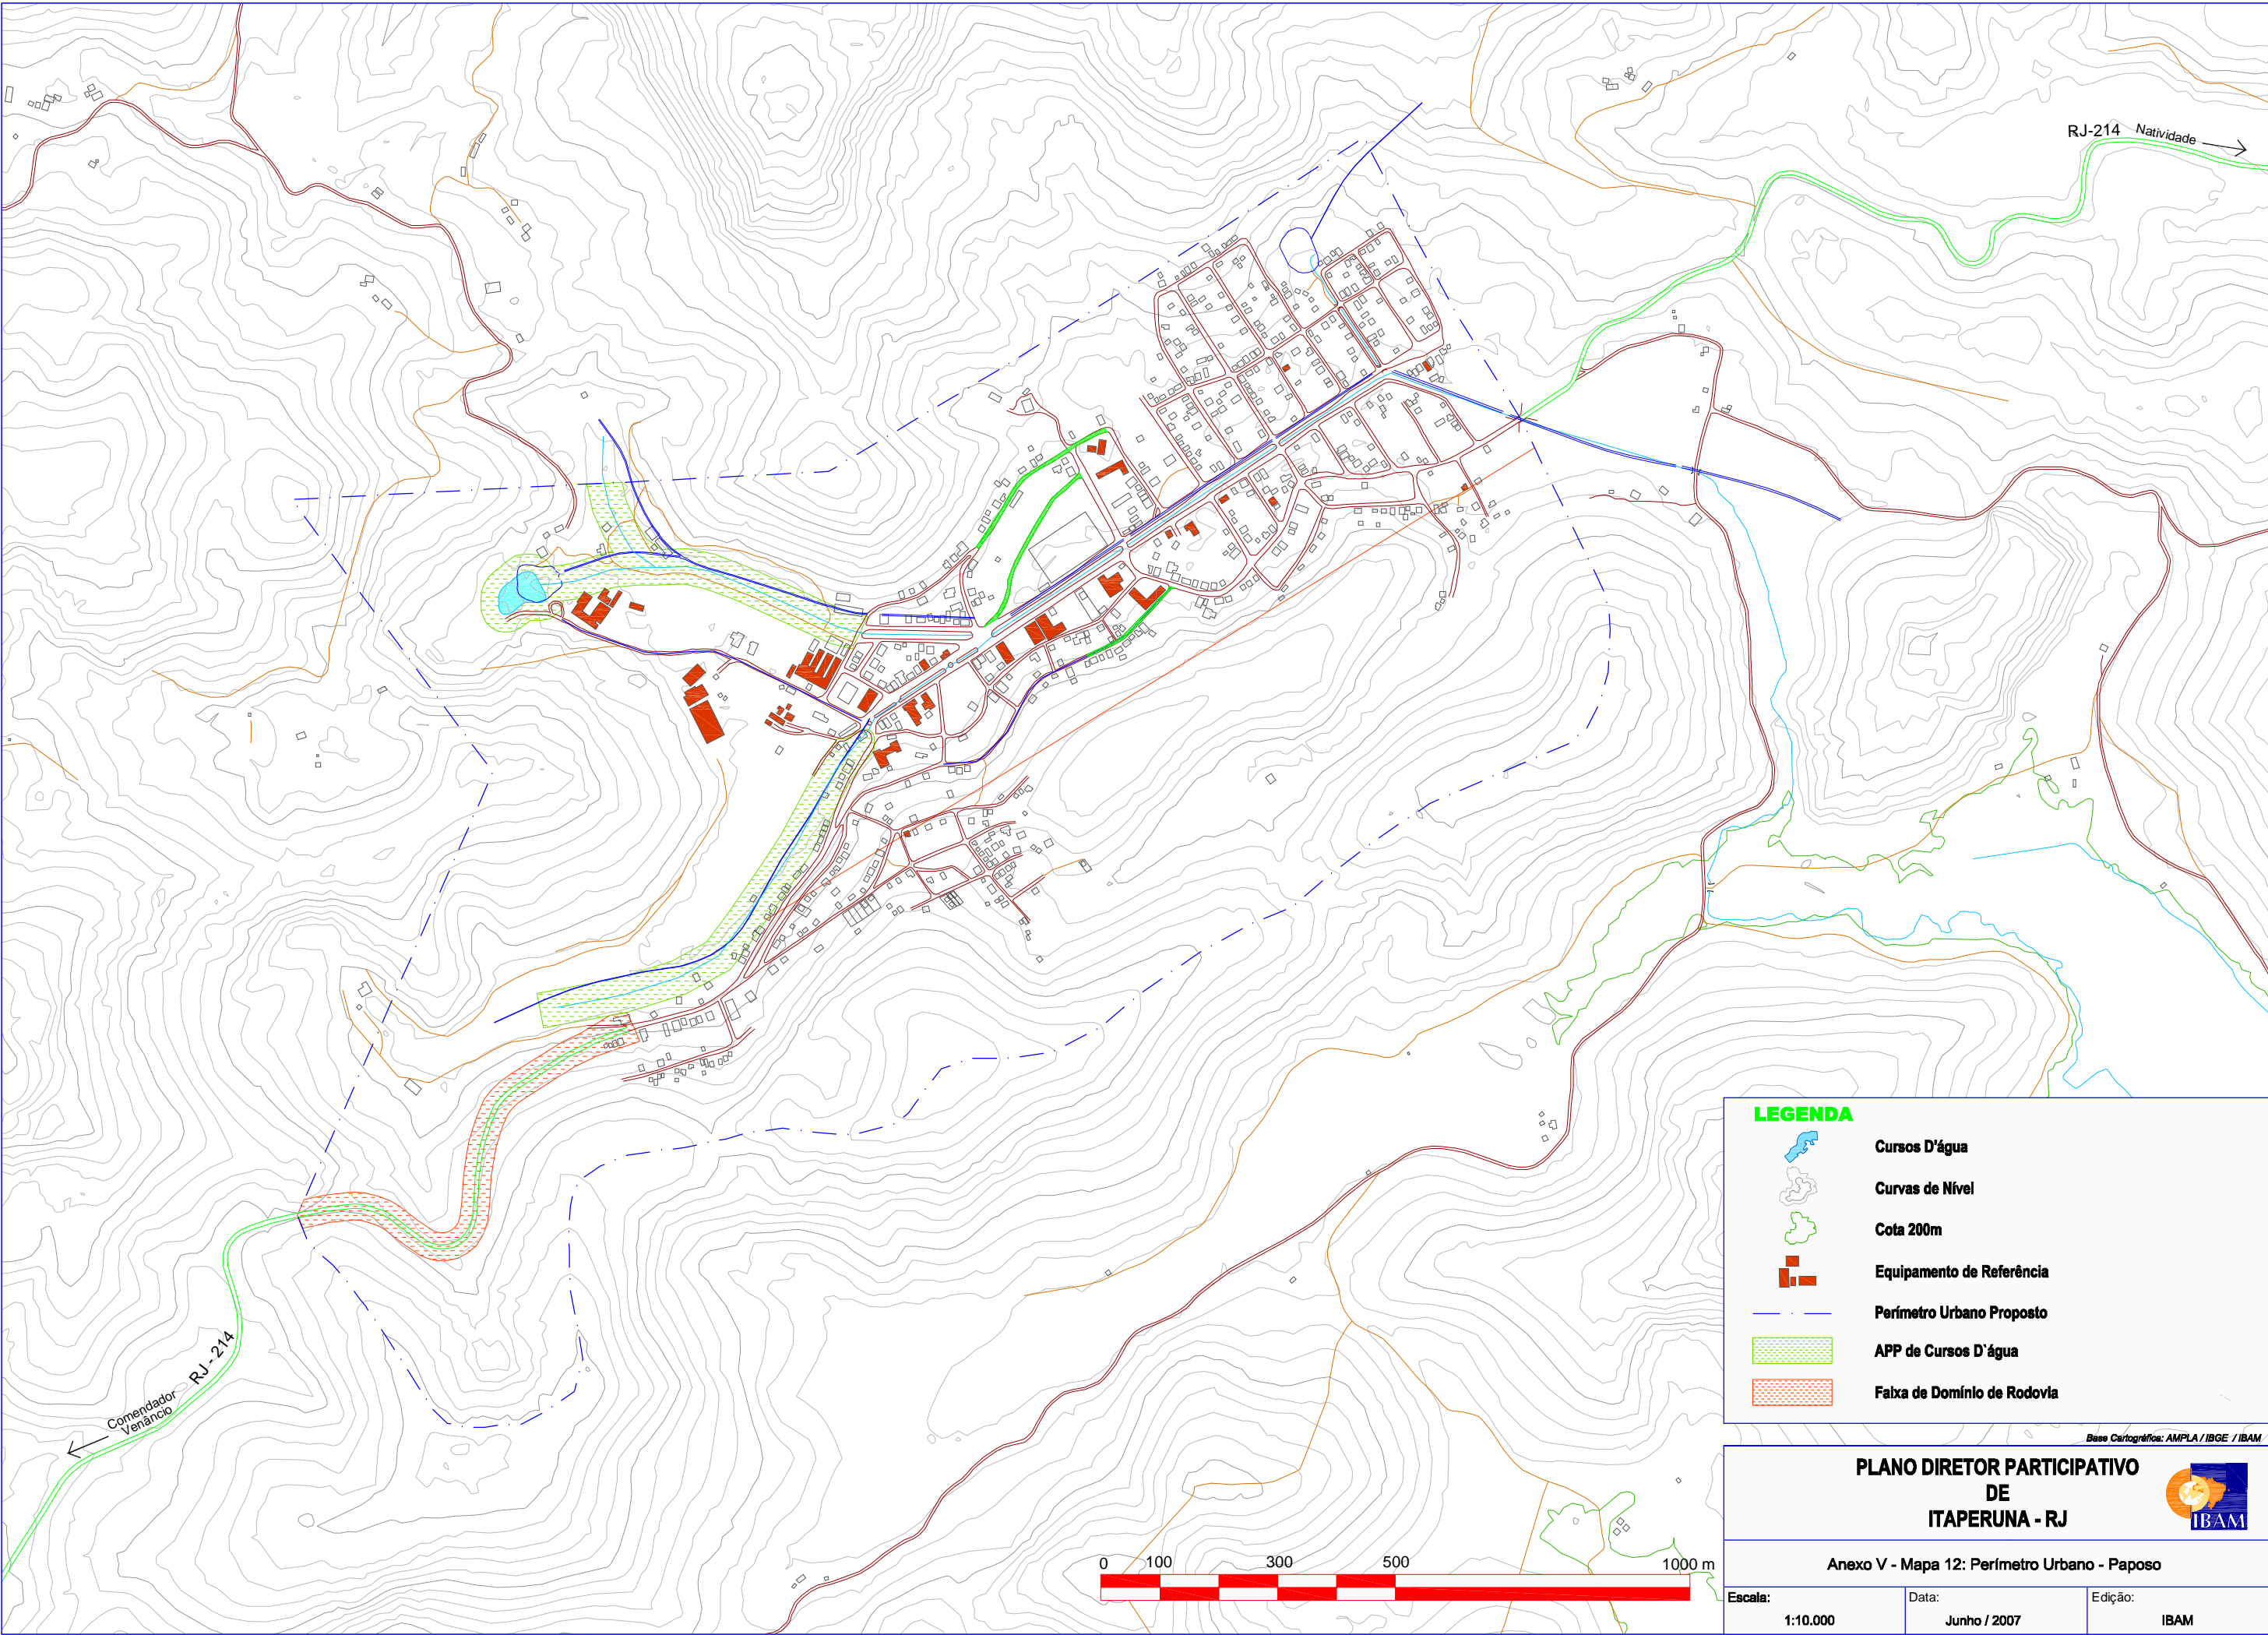 RJ-214 Natividade
RJ - 214
Comendador
Venâncio
LEGENDA
Cursos D'água
Curvas de Nível
Cota 200m
Equipamento de Referência
Perímetro Urbano Proposto
APP de Cursos D`água
Faixa de Domínio de Rodovia
Base Cartográfica: AMPLA / IBGE / IBAM
PLANO DIRETOR PARTICIPATIVO
DE
ITAPERUNA - RJ
IBAM
Anexo V - Mapa 12: Perímetro Urbano - Paposo
Escala:
1:10.000
Data:
Junho / 2007
Edição:
IBAM
0 100 300 500 1000 m